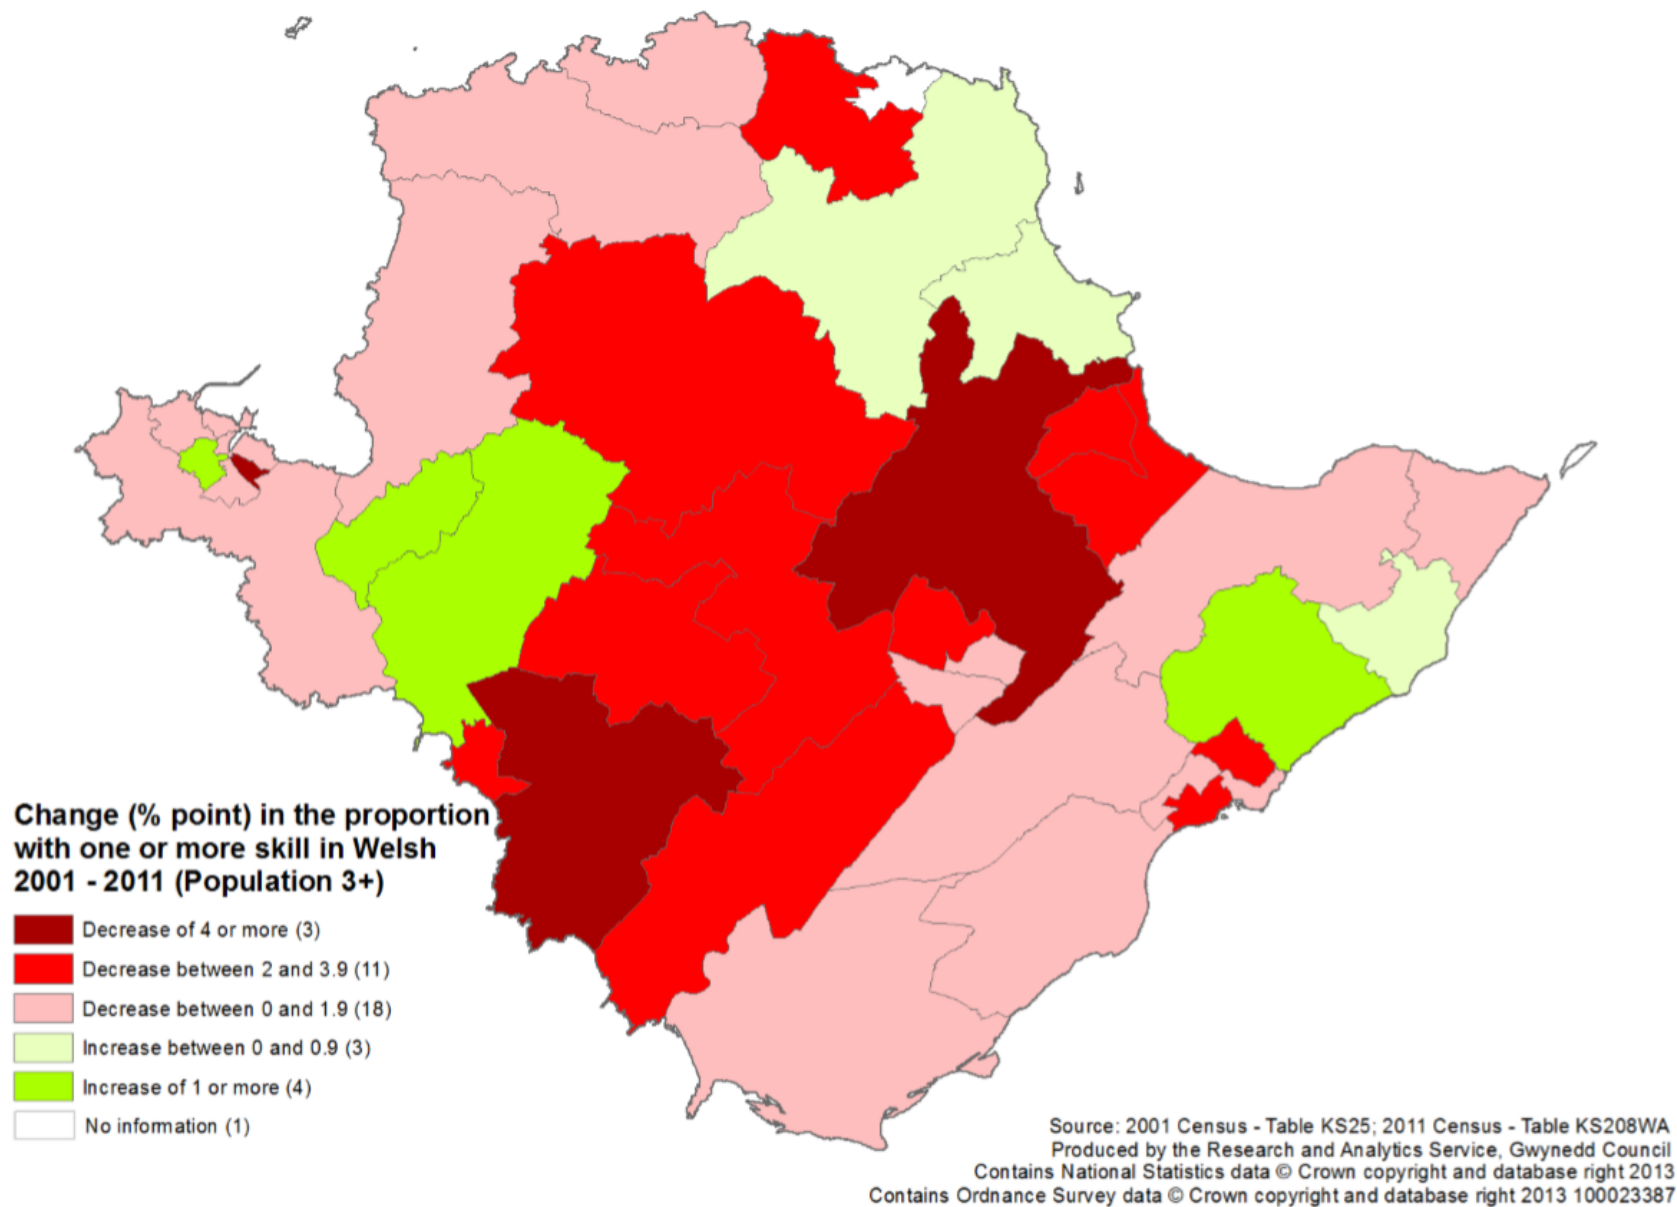 Change (% point) in the proportion
with one or more skill in Welsh
2001 - 2011 (Population 3+)
Decrease of 4 or more (3)
Decrease between 2 and 3.9 (11)
Decrease between 0 and 1.9 (18)
Increase between 0 and 0.9 (3)
Increase of 1 or more (4)
No information (1)
Source: 2001 Census - Table KS25; 2011 Census - Table KS208WA
Produced by the Research and Analytics Service, Gwynedd Council
Contains National Statistics data © Crown copyright and database right 2013
Contains Ordnance Survey data © Crown copyright and database right 2013 100023387